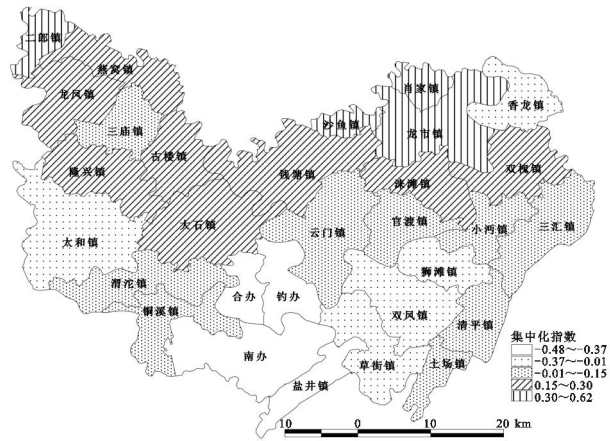 二郎镇
燕窝镇
龙凤镇
三庙镇
隆兴镇
古楼镇
钱塘镇
沙鱼镇
肖家镇
龙市镇
香龙镇
双槐镇
涞滩镇
大石镇
太和镇
云门镇
官渡镇
小沔镇
三汇镇
渭沱镇
铜溪镇
合办
钓办
狮滩镇
双凤镇
清平镇
南办
盐井镇
草街镇
土场镇
集中化指数
-0.48～-0.37
-0.37～-0.01
-0.01～-0.15
0.15～0.30
0.30～0.62
10 0 10 20 km